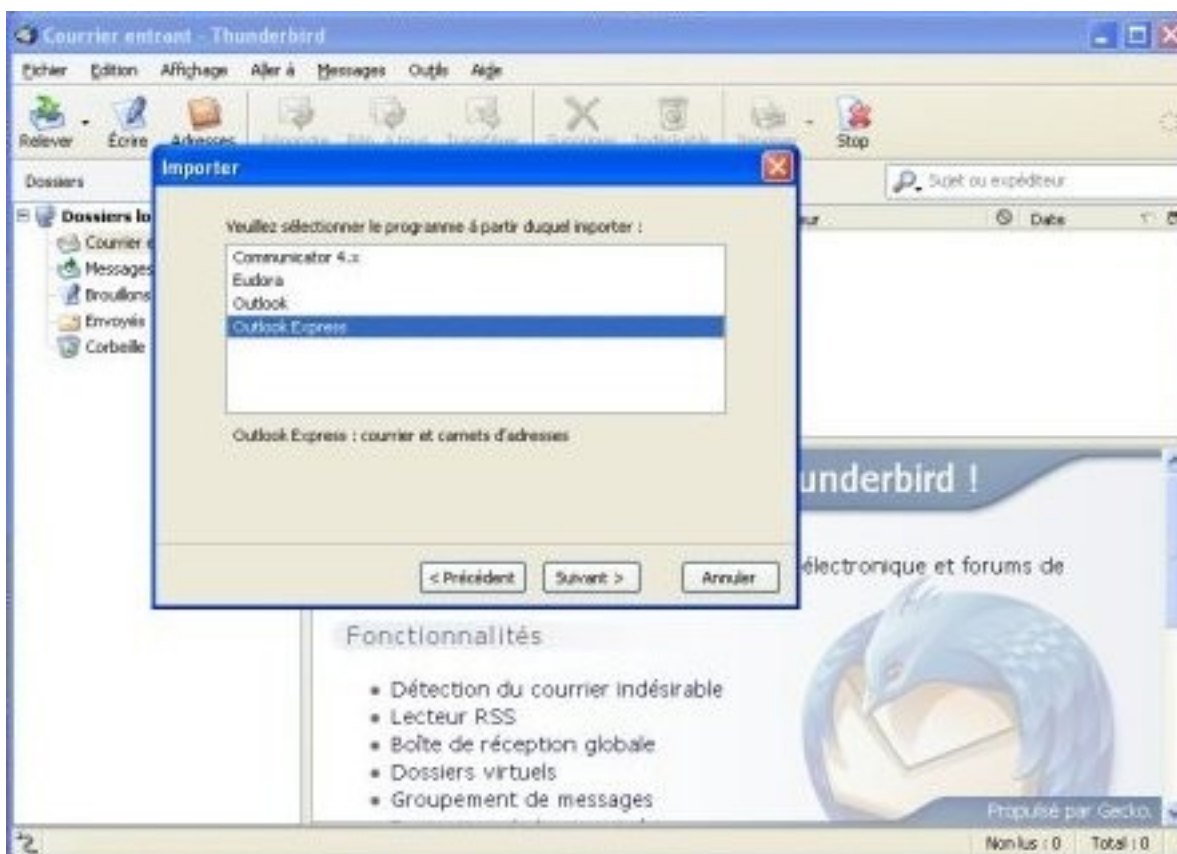 Courrier entrant - Thunderbird
Fichier Edition Affichage Aller à Messages Outils Aide
Relever Écrire Adresses Stop
Importer
Dossiers
Sujet ou expéditeur
Dossiers lo
Date
Veuillez sélectionner le programme à partir duquel importer :
Courrier e
Communicator 4.x
Messages
Eudora
Brouillons
Outlook
Envoyés
Outlook Express
Corbeille
Outlook Express : courrier et carnets d'adresses
underbird !
< Précédent Suivant > Annuler
électronique et forums de
Fonctionnalités
• Détection du courrier indésirable
• Lecteur RSS
• Boîte de réception globale
• Dossiers virtuels
• Groupement de messages
Propulsé par Gecko.
Non lus : 0 Total : 0